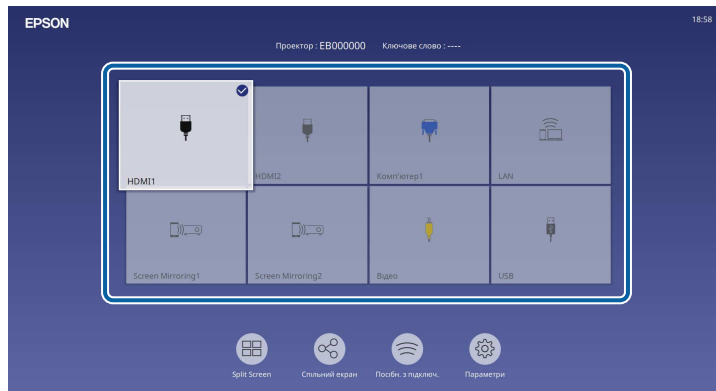 EPSON
18:58
Проектор : EB000000 Ключове слово : ----
HDMI1
HDMI2
Комп'ютер1
LAN
Screen Mirroring1
Screen Mirroring2
Відео
USB
Split Screen
Спільний екран
Посібн. з підключ.
Параметри